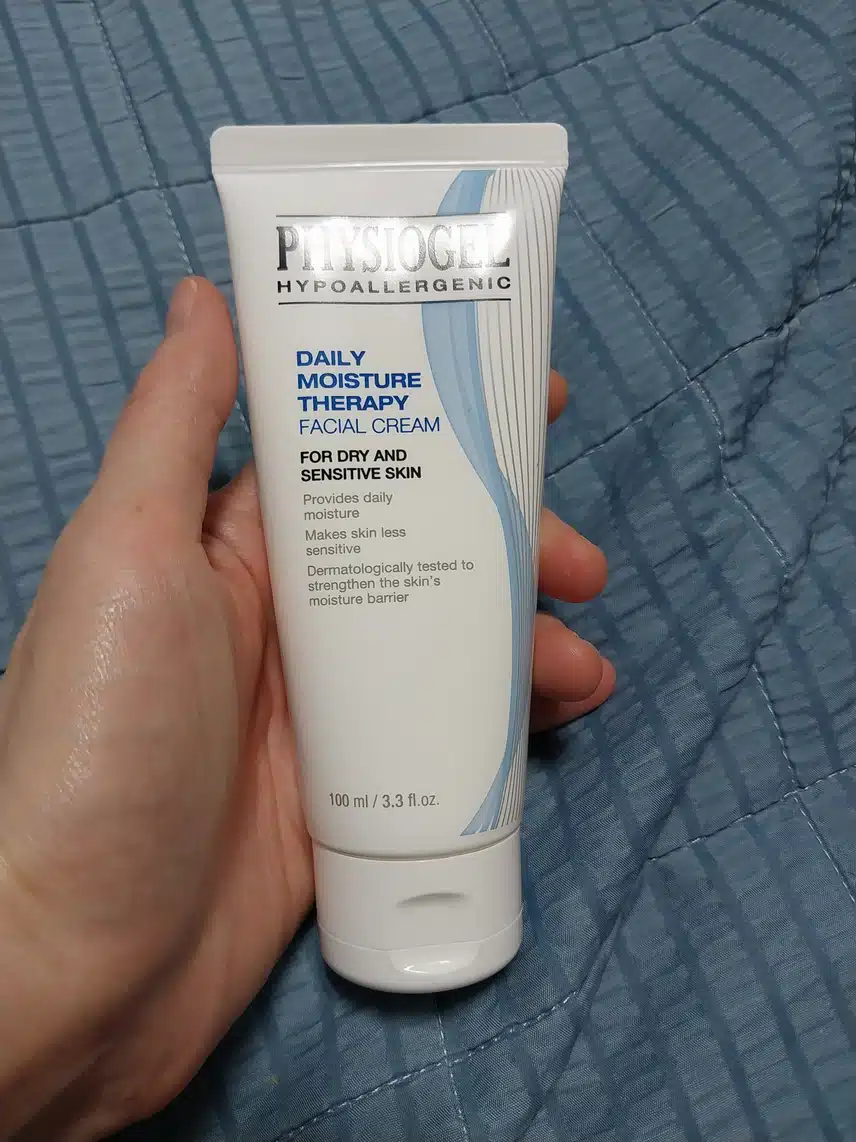 PHYSIOGEL
HYPOALLERGENIC
DAILY
MOISTURE
THERAPY
FACIAL CREAM
FOR DRY AND
SENSITIVE SKIN
Provides daily
moisture
Makes skin less
sensitive
Dermatologically tested to
strengthen the skin's
moisture barrier
100 ml / 3.3 fl.oz.